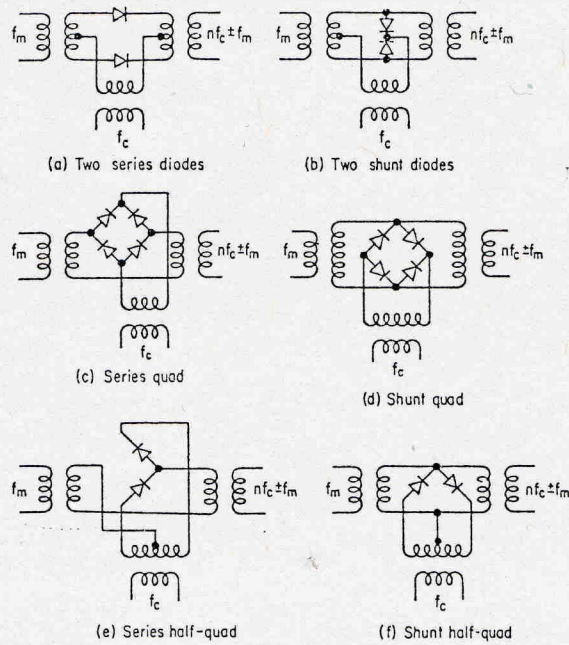 fm nfc±fm fm nfc±fm
fc fc
(a) Two series diodes (b) Two shunt diodes
fm nfc±fm fm nfc±fm
fc fc
(c) Series quad (d) Shunt quad
fm nfc±fm fm nfc±fm
fc fc
(e) Series half-quad (f) Shunt half-quad